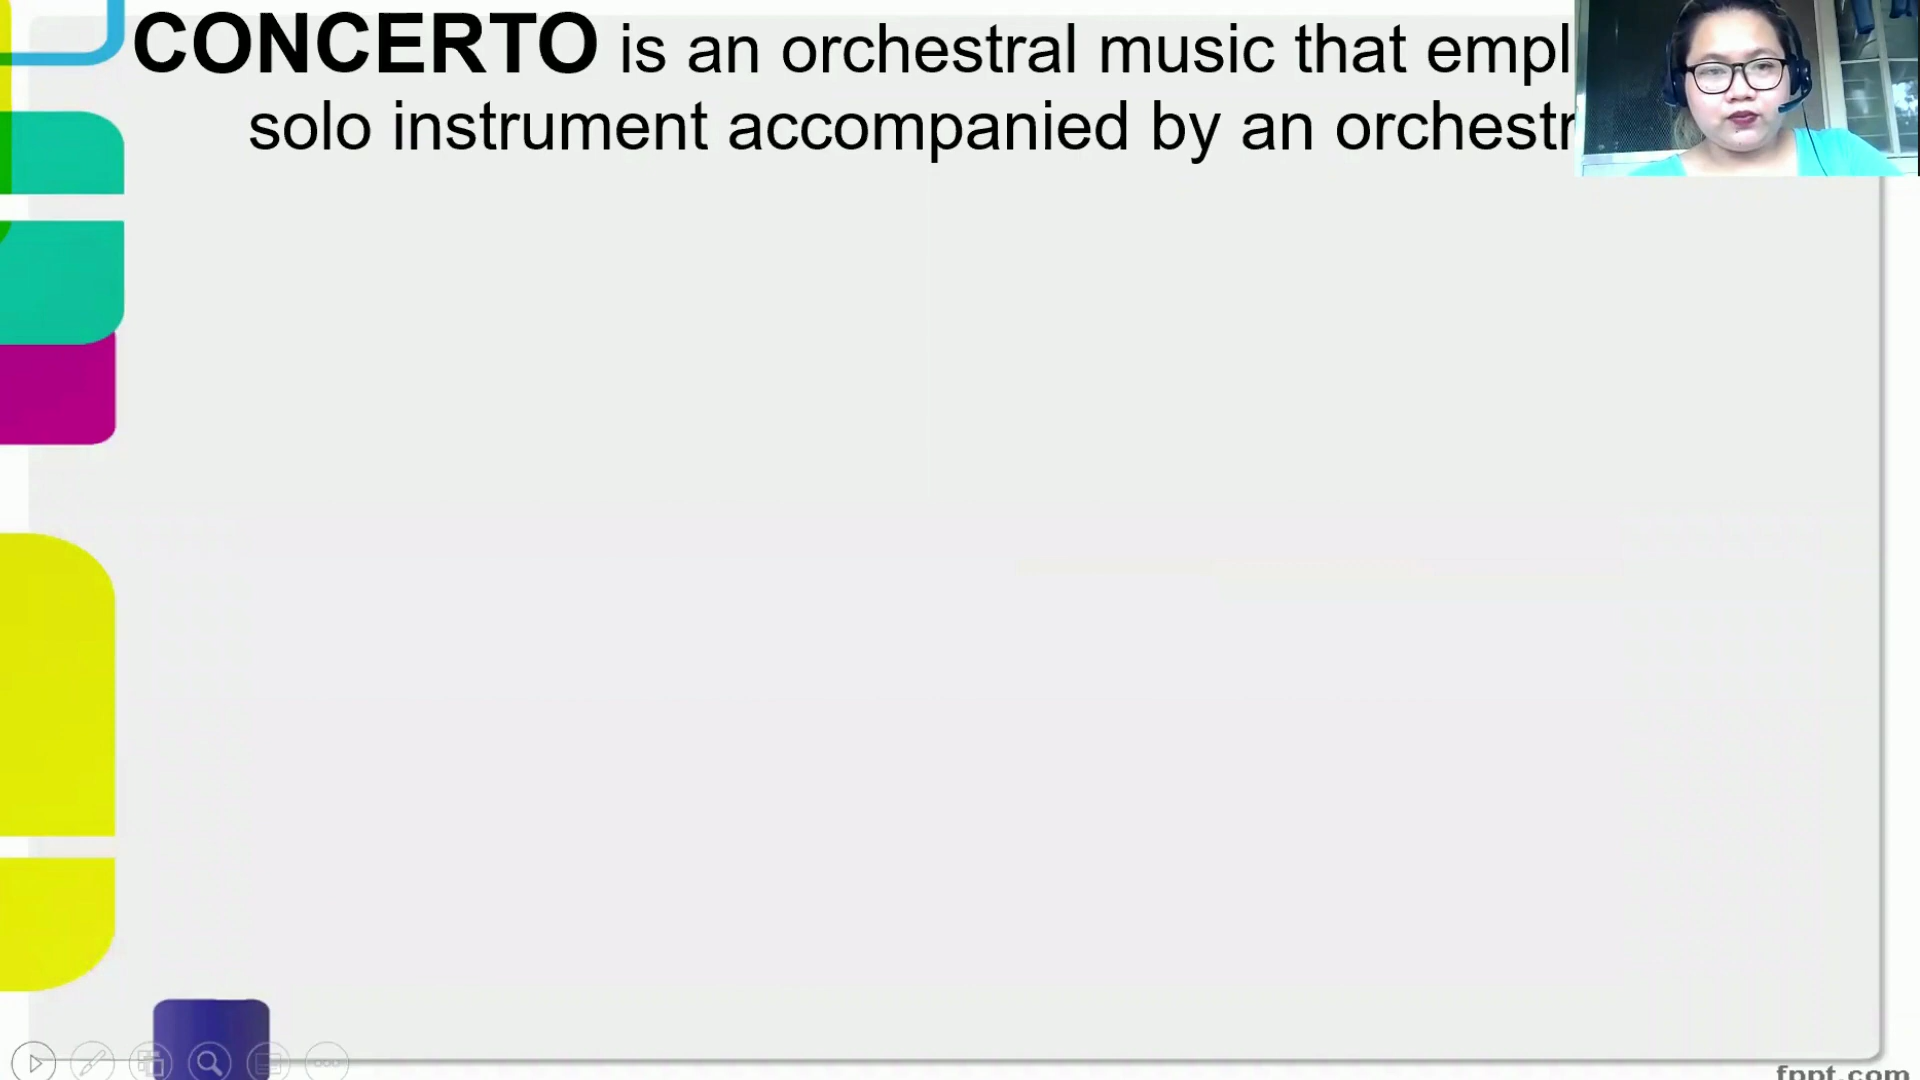 CONCERTO is an orchestral music that empl
solo instrument accompanied by an orchestr
fppt.com